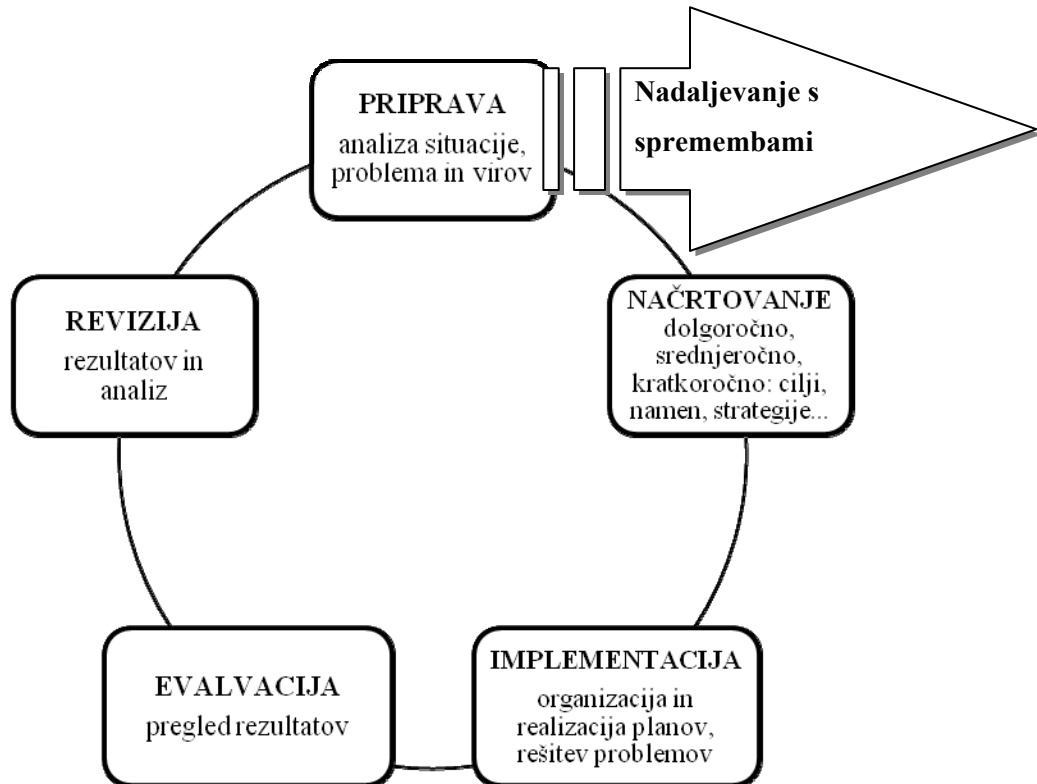 PRIPRAVA
analiza situacije,
problema in virov
Nadaljevanje s
spremembami
NAČRTOVANJE
dolgoročno,
srednjeročno,
kratkoročno: cilji,
namen, strategije...
IMPLEMENTACIJA
organizacija in
realizacija planov,
rešitev problemov
EVALVACIJA
pregled rezultatov
REVIZIJA
rezultatov in
analiz